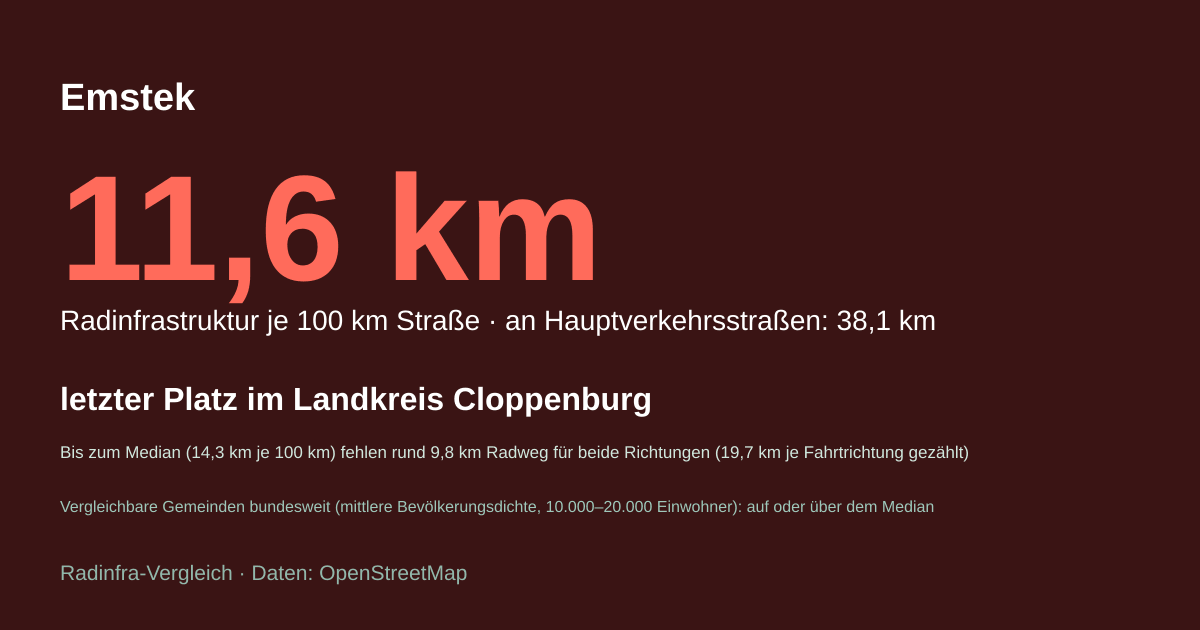 Emstek
11,6 km
Radinfrastruktur je 100 km Straße · an Hauptverkehrsstraßen: 38,1 km
letzter Platz im Landkreis Cloppenburg
Bis zum Median (14,3 km je 100 km) fehlen rund 9,8 km Radweg für beide Richtungen (19,7 km je Fahrtrichtung gezählt)
Vergleichbare Gemeinden bundesweit (mittlere Bevölkerungsdichte, 10.000–20.000 Einwohner): auf oder über dem Median
Radinfra-Vergleich · Daten: OpenStreetMap